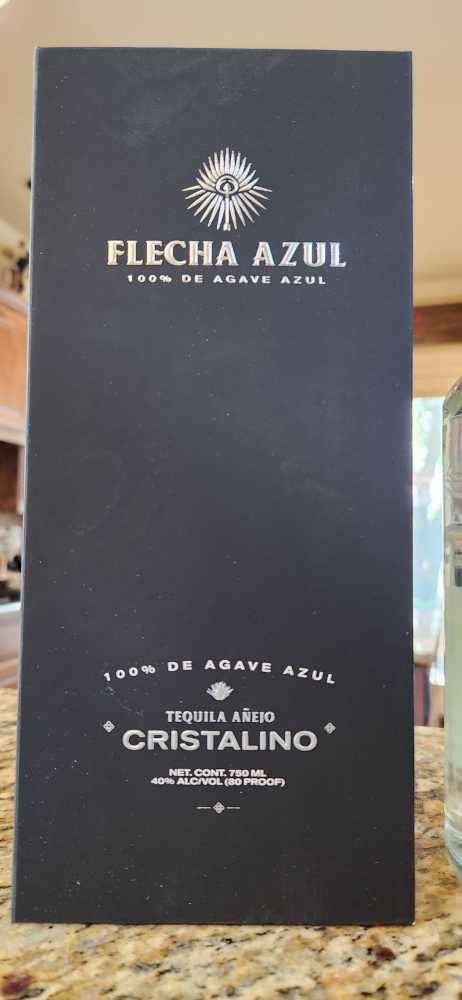 FLECHA AZUL
100% DE AGAVE AZUL
100% DE AGAVE AZUL
TEQUILA AÑEJO
CRISTALINO
NET. CONT. 750 ML
40% ALC/VOL (80 PROOF)